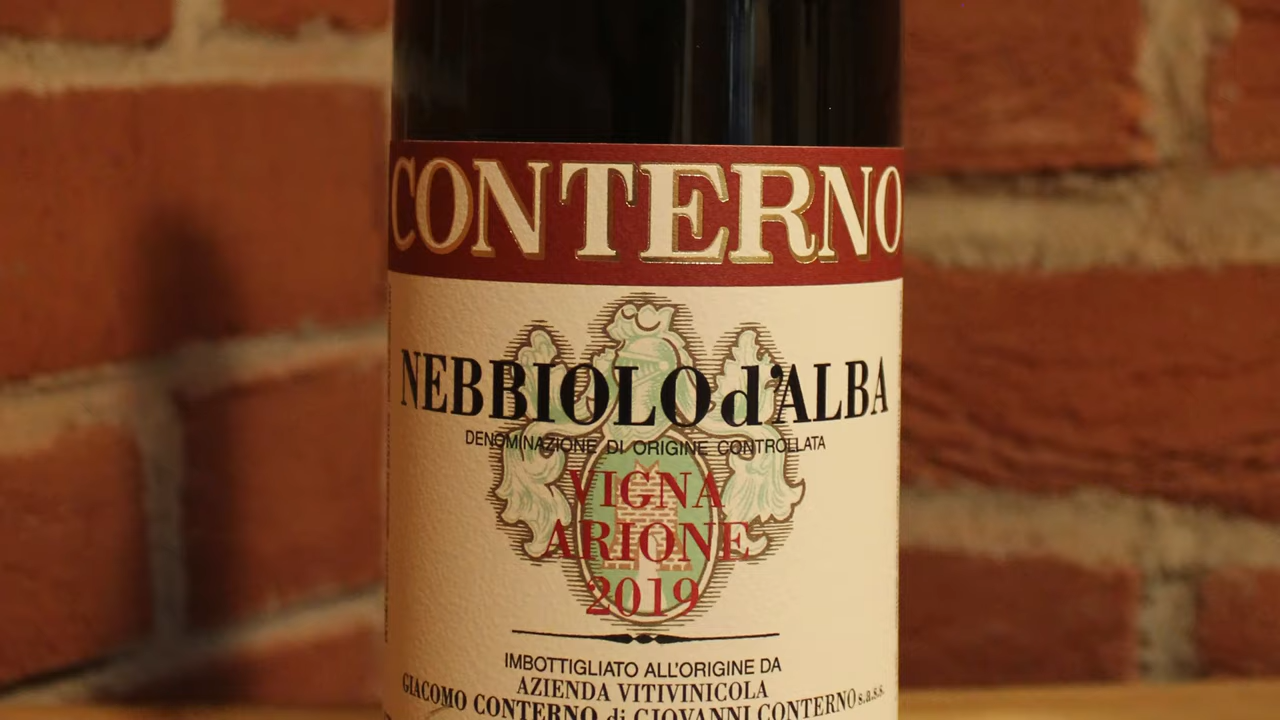 CONTERNO
NEBBIOLO d'ALBA
DENOMINAZIONE DI ORIGINE CONTROLLATA
VIGNA
ARIONE
2019
IMBOTTIGLIATO ALL'ORIGINE DA
AZIENDA VITIVINICOLA
GIACOMO CONTERNO di GIOVANNI CONTERNO s.a.s.